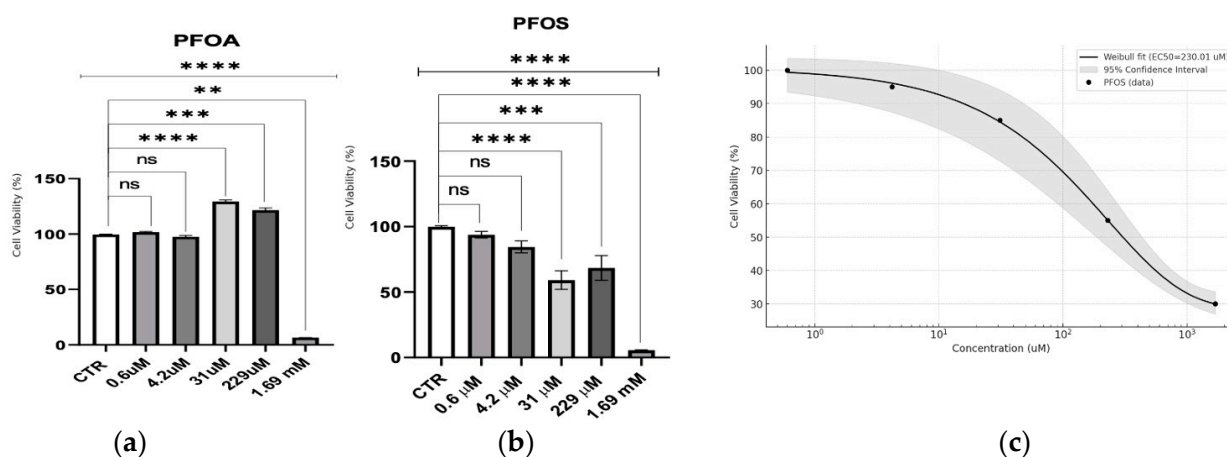 PFOA
****
**
***
****
ns
ns
Cell Viability (%)
150
100
50
0
CTR
0.6uM
4.2uM
31uM
229uM
1.69 mM
(a)
PFOS
****
****
***
****
ns
ns
Cell Viability (%)
150
100
50
0
CTR
0.6 μM
4.2 μM
31 μM
229 μM
1.69 mM
(b)
Weibull fit (EC50=230.01 uM)
95% Confidence Interval
PFOS (data)
Cell Viability (%)
100
90
80
70
60
50
40
30
10⁰
10¹
10²
10³
Concentration (uM)
(c)